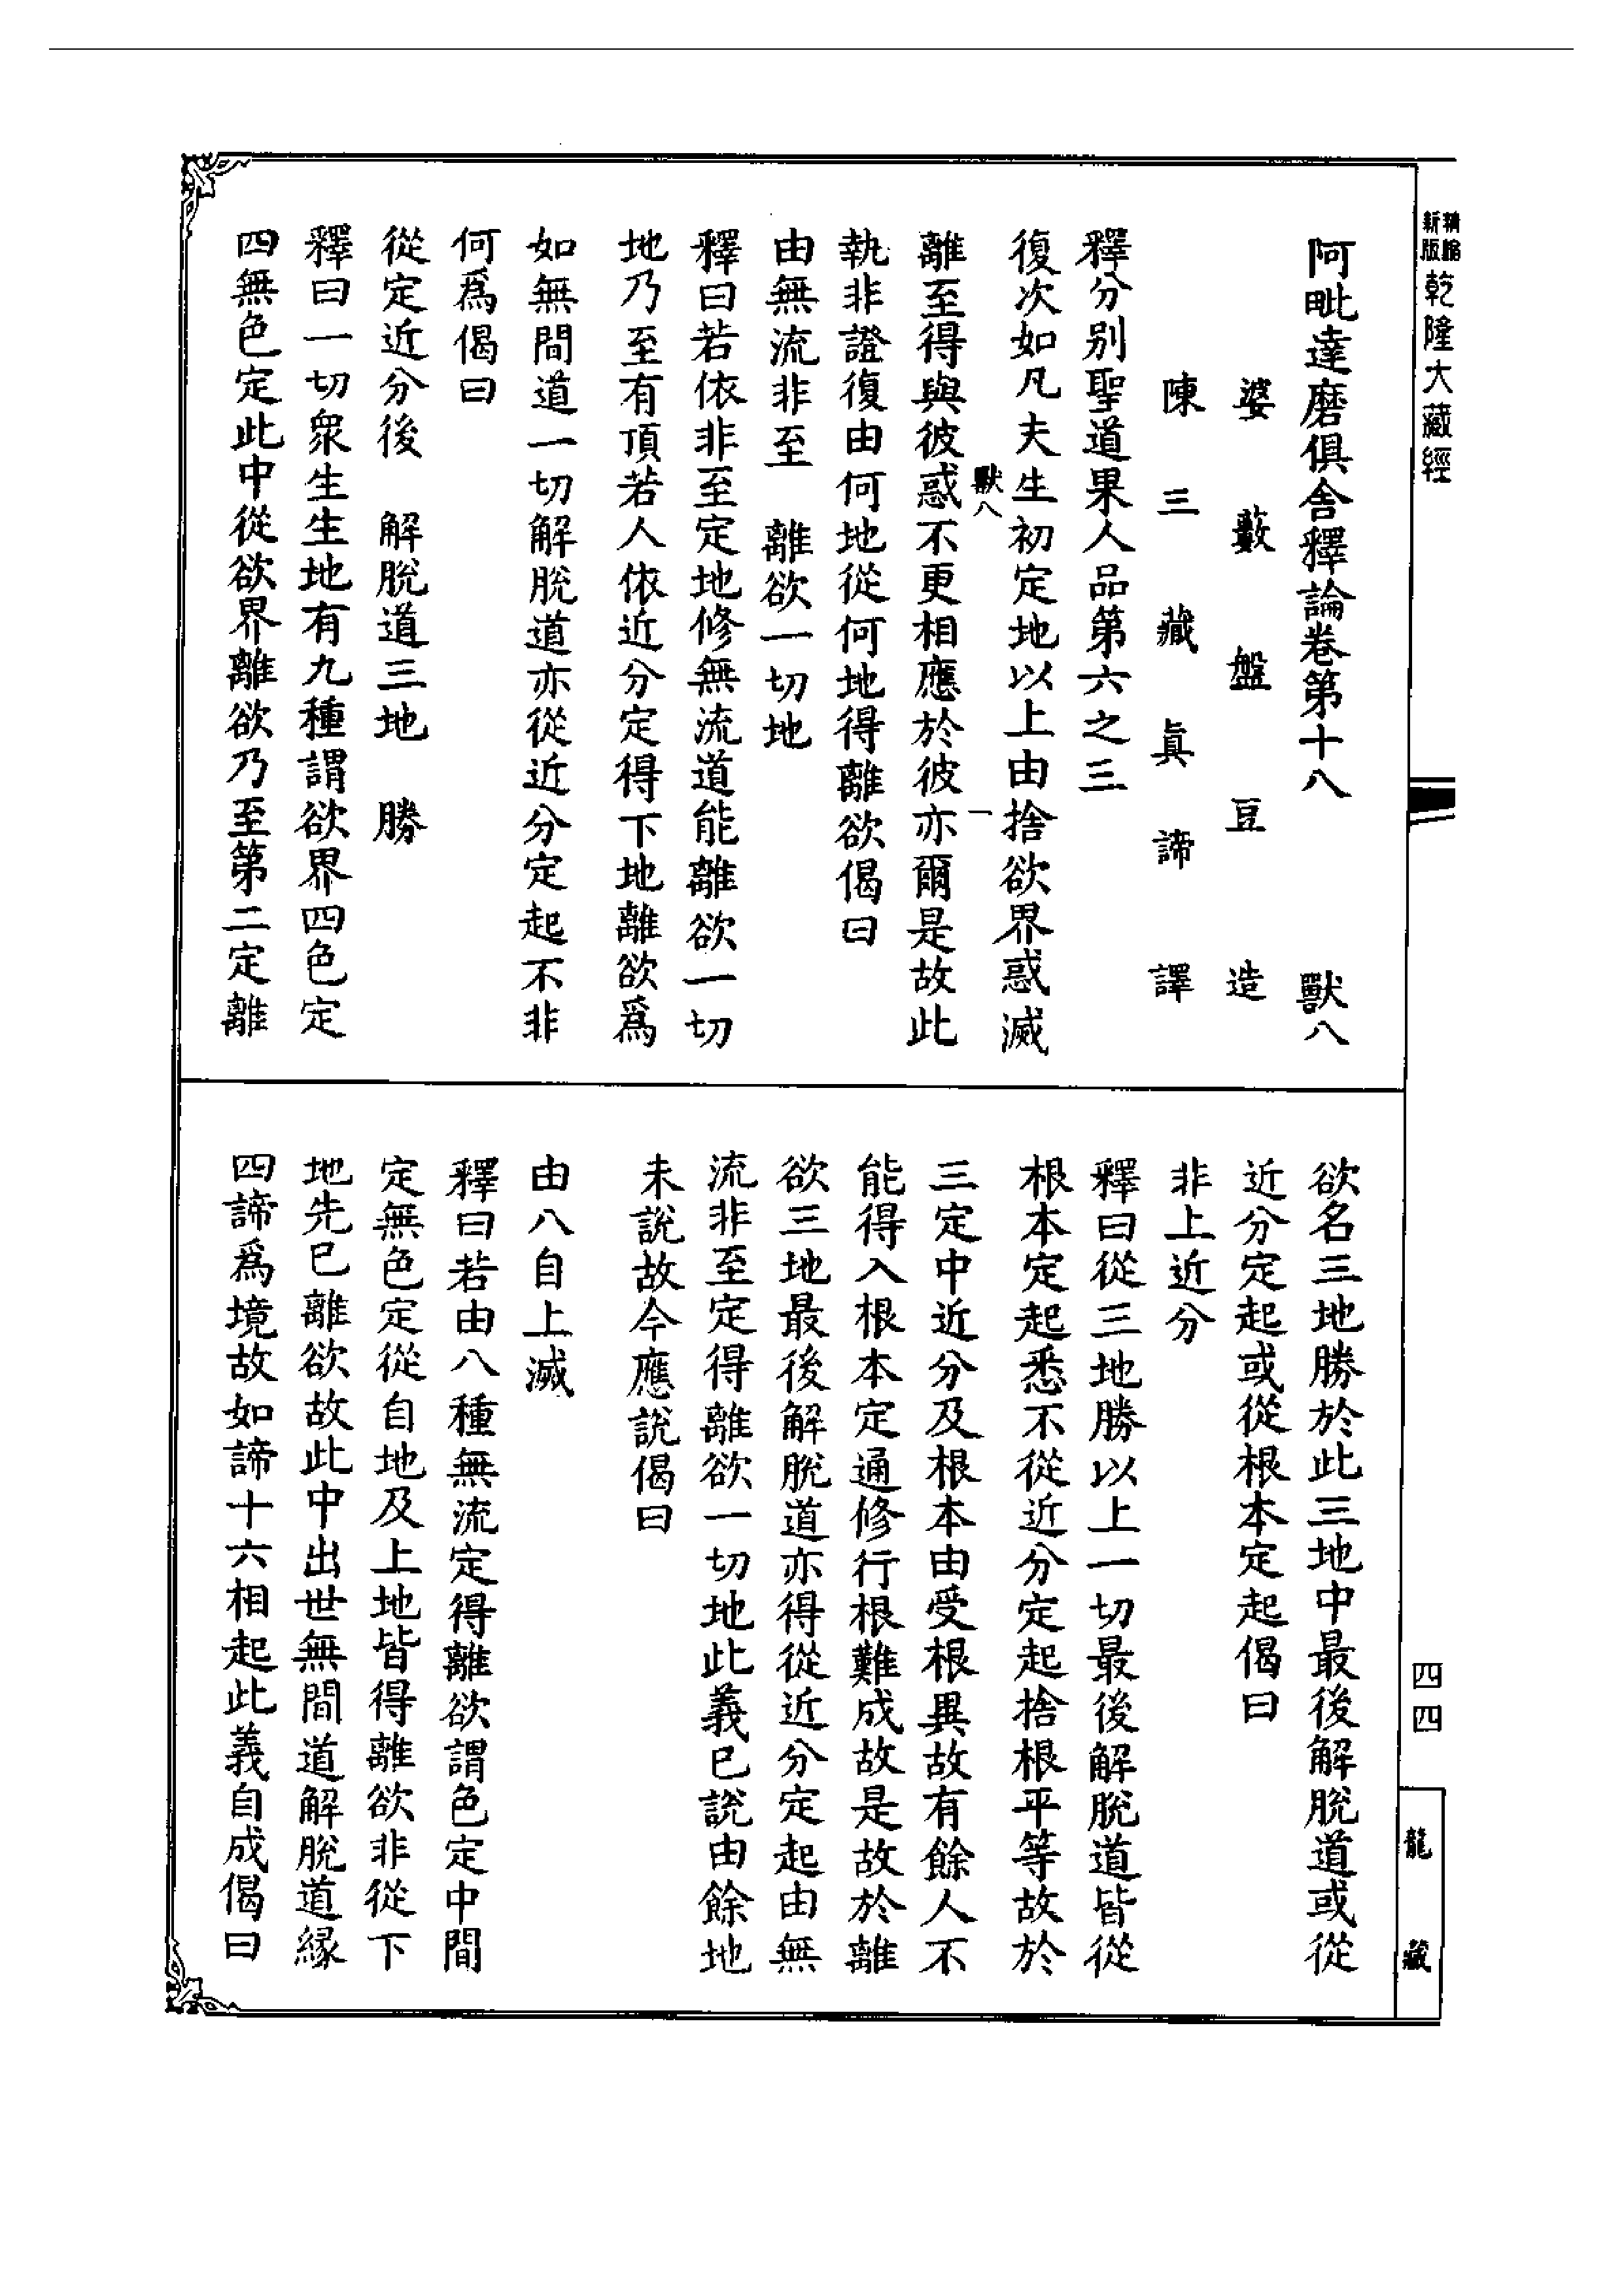 精縮新版乾隆大藏經
四四
龍藏
阿毗達磨俱舍釋論卷第十八　獸八
婆藪盤豆造
陳三藏真諦譯
釋分別聖道果人品第六之三
復次如凡夫生初定地以上由捨欲界惑滅
獸八　一
離至得與彼惑不更相應於彼亦爾是故此
執非證復由何地從何地得離欲偈曰
由無流非至　離欲一切地
釋曰若依非至定地修無流道能離欲一切
地乃至有頂若人依近分定得下地離欲爲
如無間道一切解脫道亦從近分定起不非
何爲偈曰
從定近分後　解脫道三地　勝
釋曰一切衆生生地有九種謂欲界四色定
四無色定此中從欲界離欲乃至第二定離
欲名三地勝於此三地中最後解脫道或從
近分定起或從根本定起偈曰
非上近分
釋曰從三地勝以上一切最後解脫道皆從
根本定起悉不從近分定起捨根平等故於
三定中近分及根本由受根異故有餘人不
能得入根本定通修行根難成故是故於離
欲三地最後解脫道亦得從近分定起由無
流非至定得離欲一切地此義已說由餘地
未說故今應說偈曰
由八自上滅
釋曰若由八種無流定得離欲謂色定中間
定無色定從自地及上地皆得離欲非從下
地先已離欲故此中出世無間道解脫道緣
四諦爲境故如諦十六相起此義自成偈曰